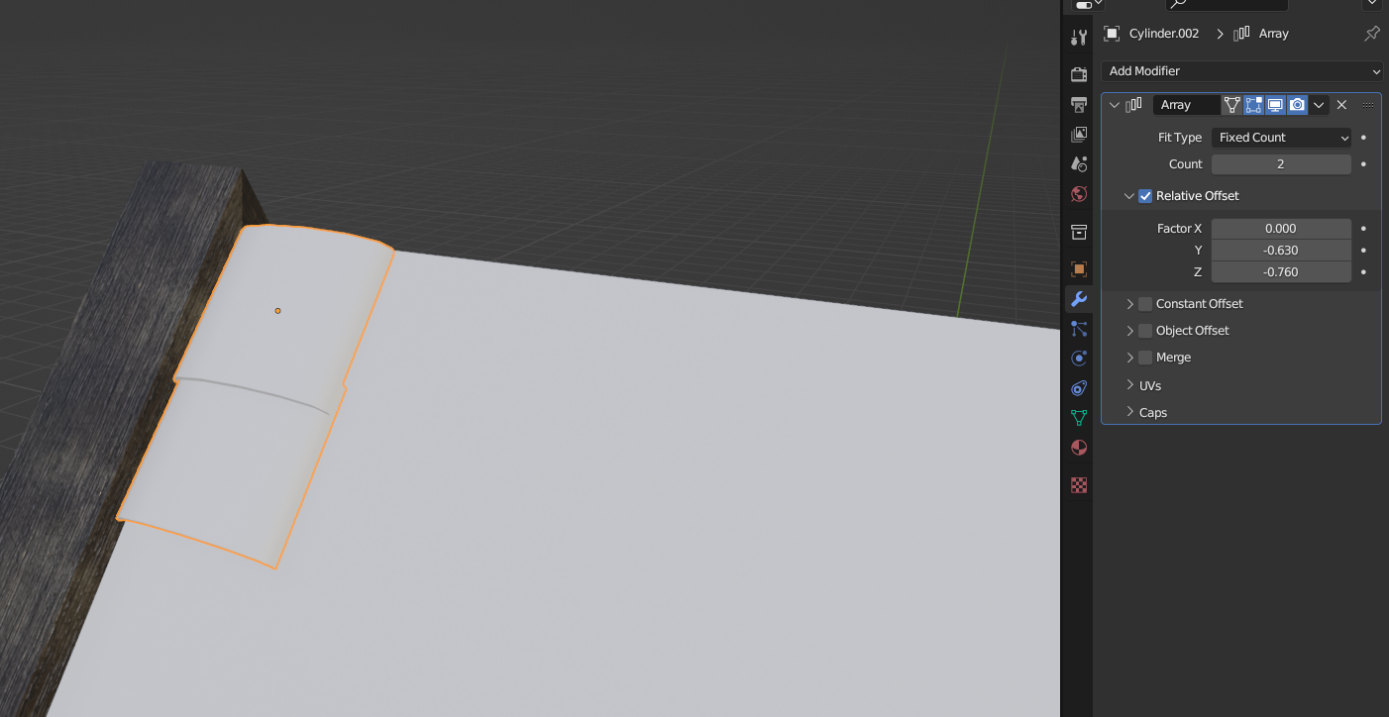 Cylinder.002 > Array
Add Modifier
Array
Fit Type Fixed Count
Count 2
Relative Offset
Factor X 0.000
Y -0.630
Z -0.760
Constant Offset
Object Offset
Merge
UVs
Caps